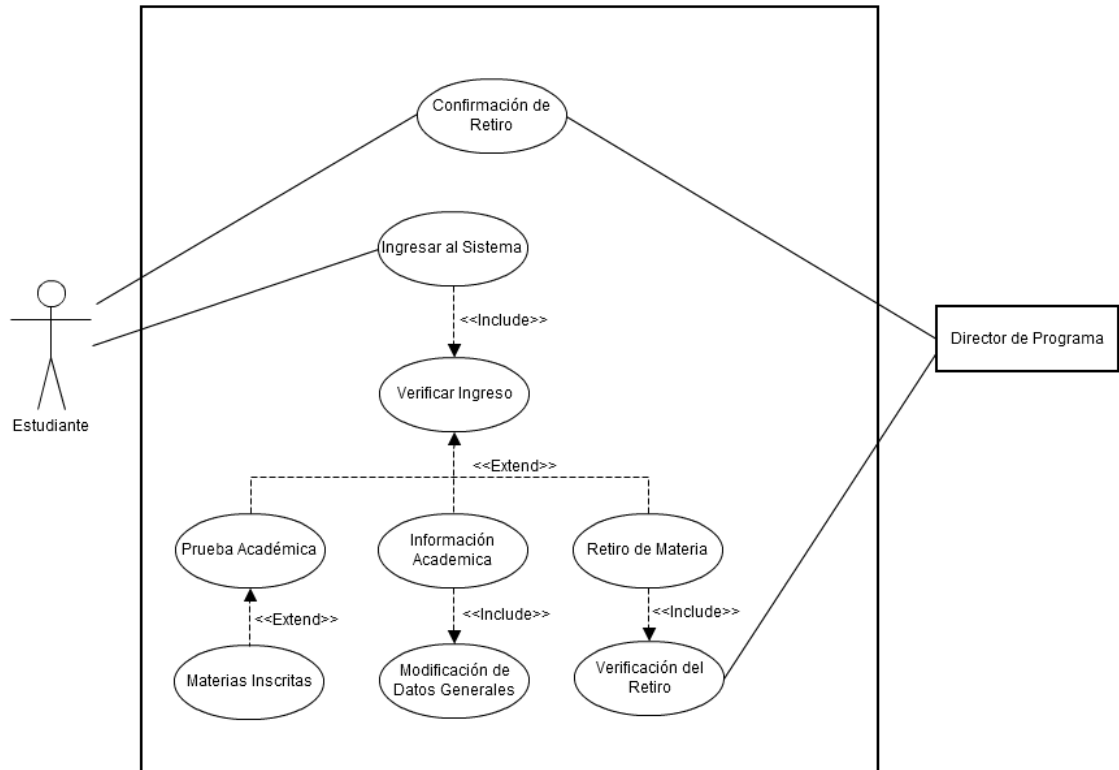 Confirmación de
Retiro
Ingresar al Sistema
<<Include>>
Director de Programa
Verificar Ingreso
Estudiante
<<Extend>>
Prueba Académica
Información
Academica
Retiro de Materia
<<Extend>>
<<Include>>
<<Include>>
Materias Inscritas
Modificación de
Datos Generales
Verificación del
Retiro